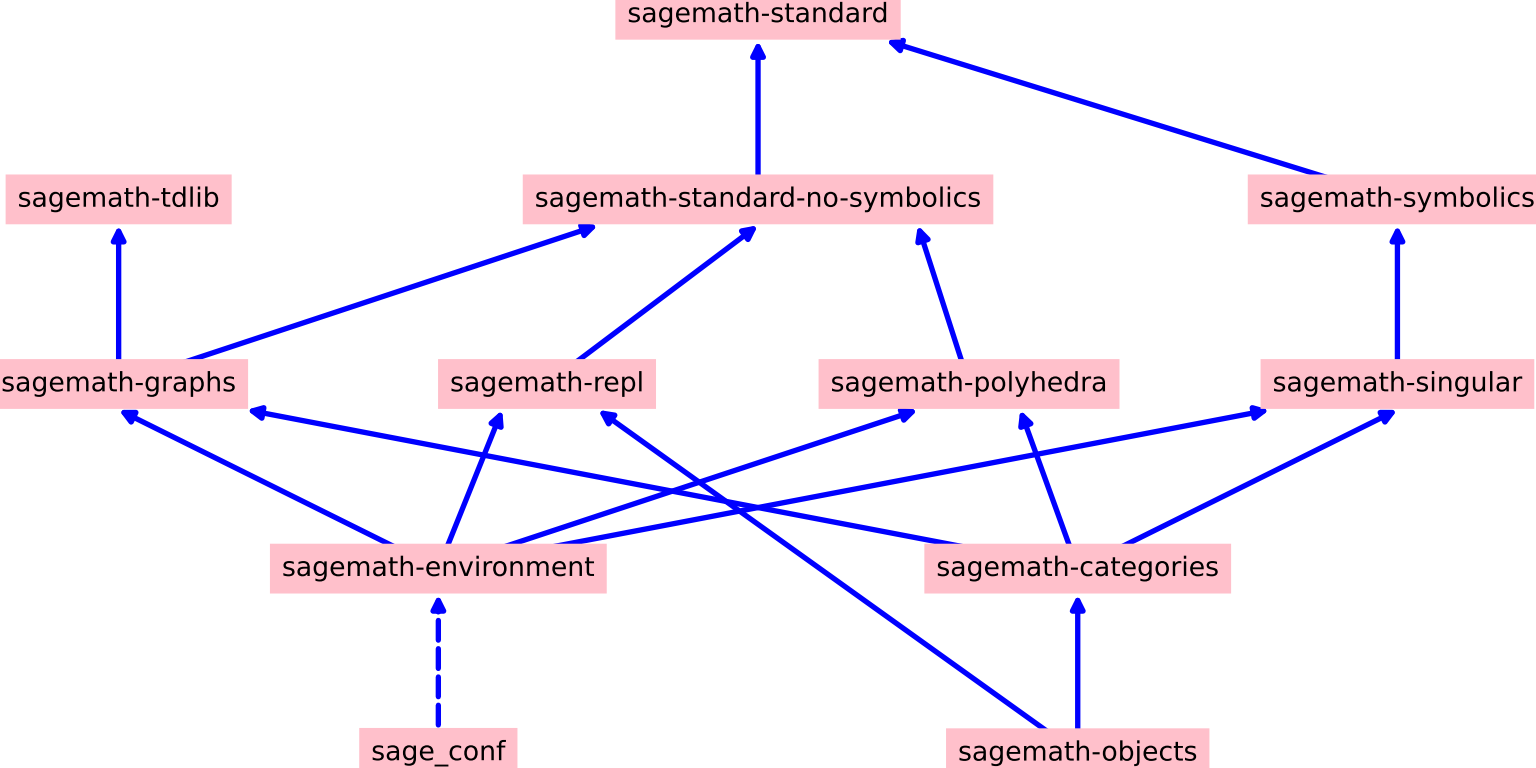 sagemath-standard
sagemath-tdlib
sagemath-standard-no-symbolics
sagemath-symbolics
sagemath-graphs
sagemath-repl
sagemath-polyhedra
sagemath-singular
sagemath-environment
sagemath-categories
sage_conf
sagemath-objects